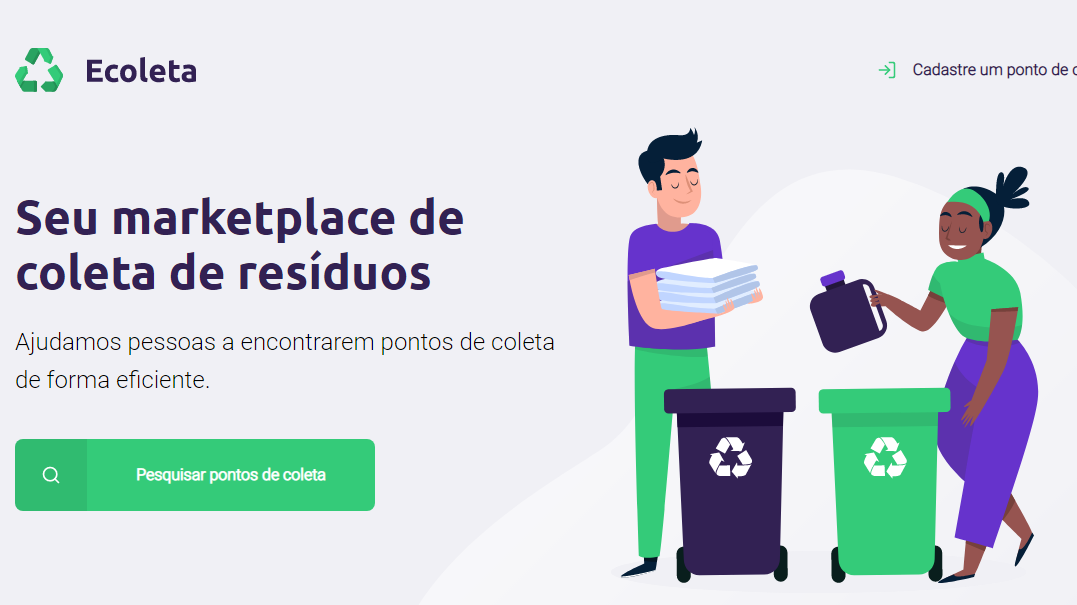 Ecoleta
Cadastre um ponto de
Seu marketplace de
coleta de resíduos
Ajudamos pessoas a encontrarem pontos de coleta
de forma eficiente.
Pesquisar pontos de coleta